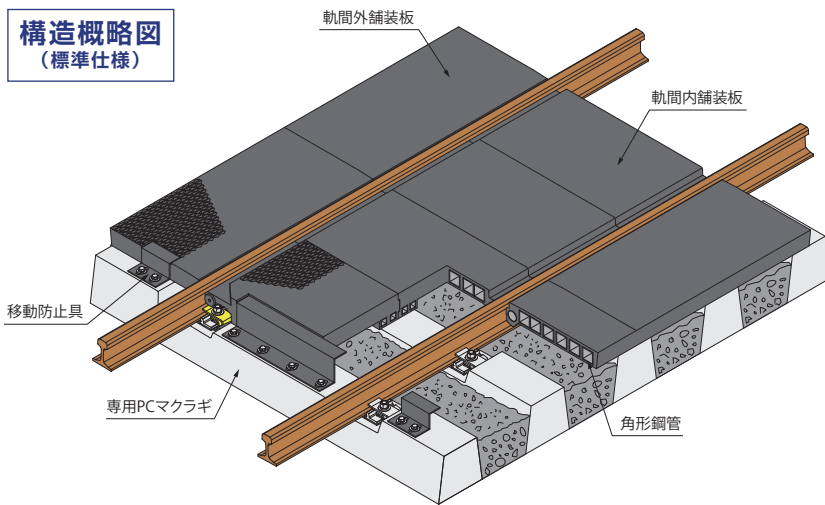 構造概略図
（標準仕様）
軌間外舗装板
軌間内舗装板
移動防止具
専用PCマクラギ
角形鋼管